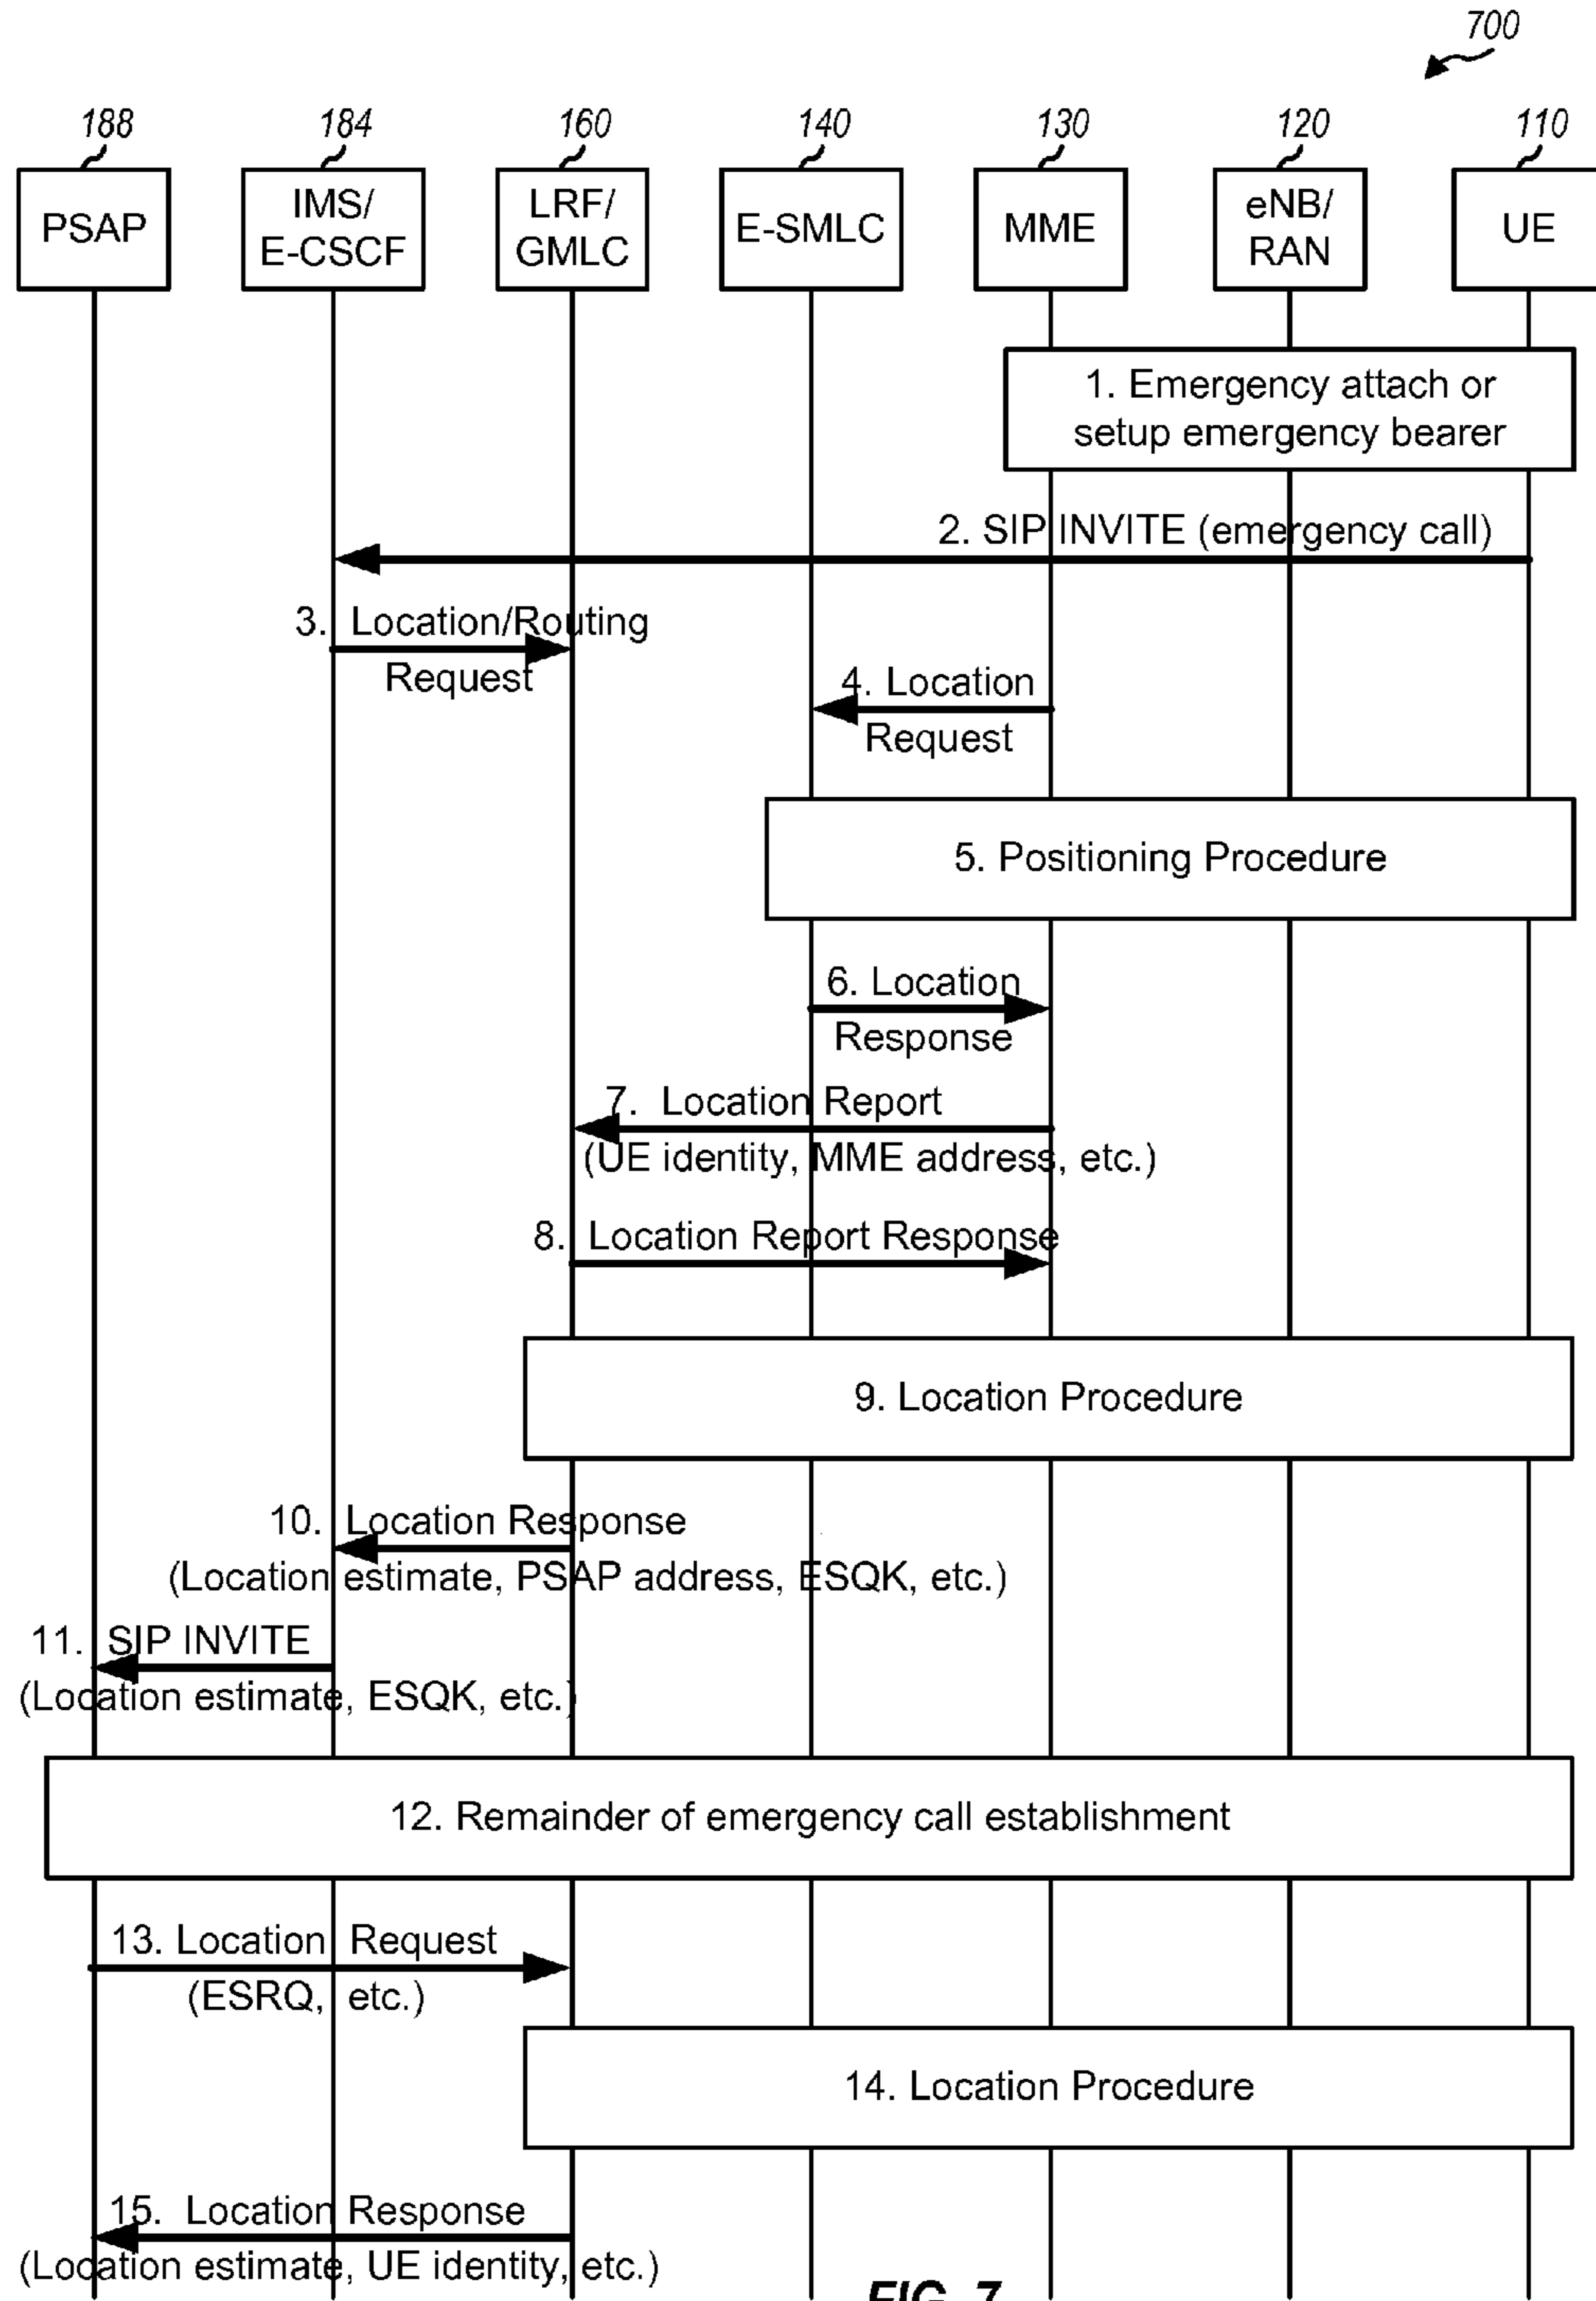 700
188
184
160
140
130
120
110
PSAP
IMS/
E-CSCF
LRF/
GMLC
E-SMLC
MME
eNB/
RAN
UE
1. Emergency attach or
setup emergency bearer
2. SIP INVITE (emergency call)
3. Location/Routing
Request
4. Location
Request
5. Positioning Procedure
6. Location
Response
7. Location Report
(UE identity, MME address, etc.)
8. Location Report Response
9. Location Procedure
10. Location Response
(Location estimate, PSAP address, ESQK, etc.)
11. SIP INVITE
(Location estimate, ESQK, etc.)
12. Remainder of emergency call establishment
13. Location Request
(ESRQ, etc.)
14. Location Procedure
15. Location Response
(Location estimate, UE identity, etc.)
FIG. 7